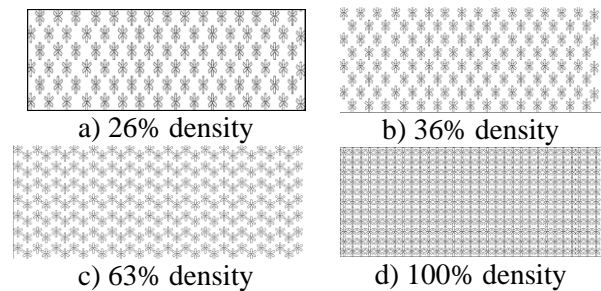 a) 26% density
b) 36% density
c) 63% density
d) 100% density